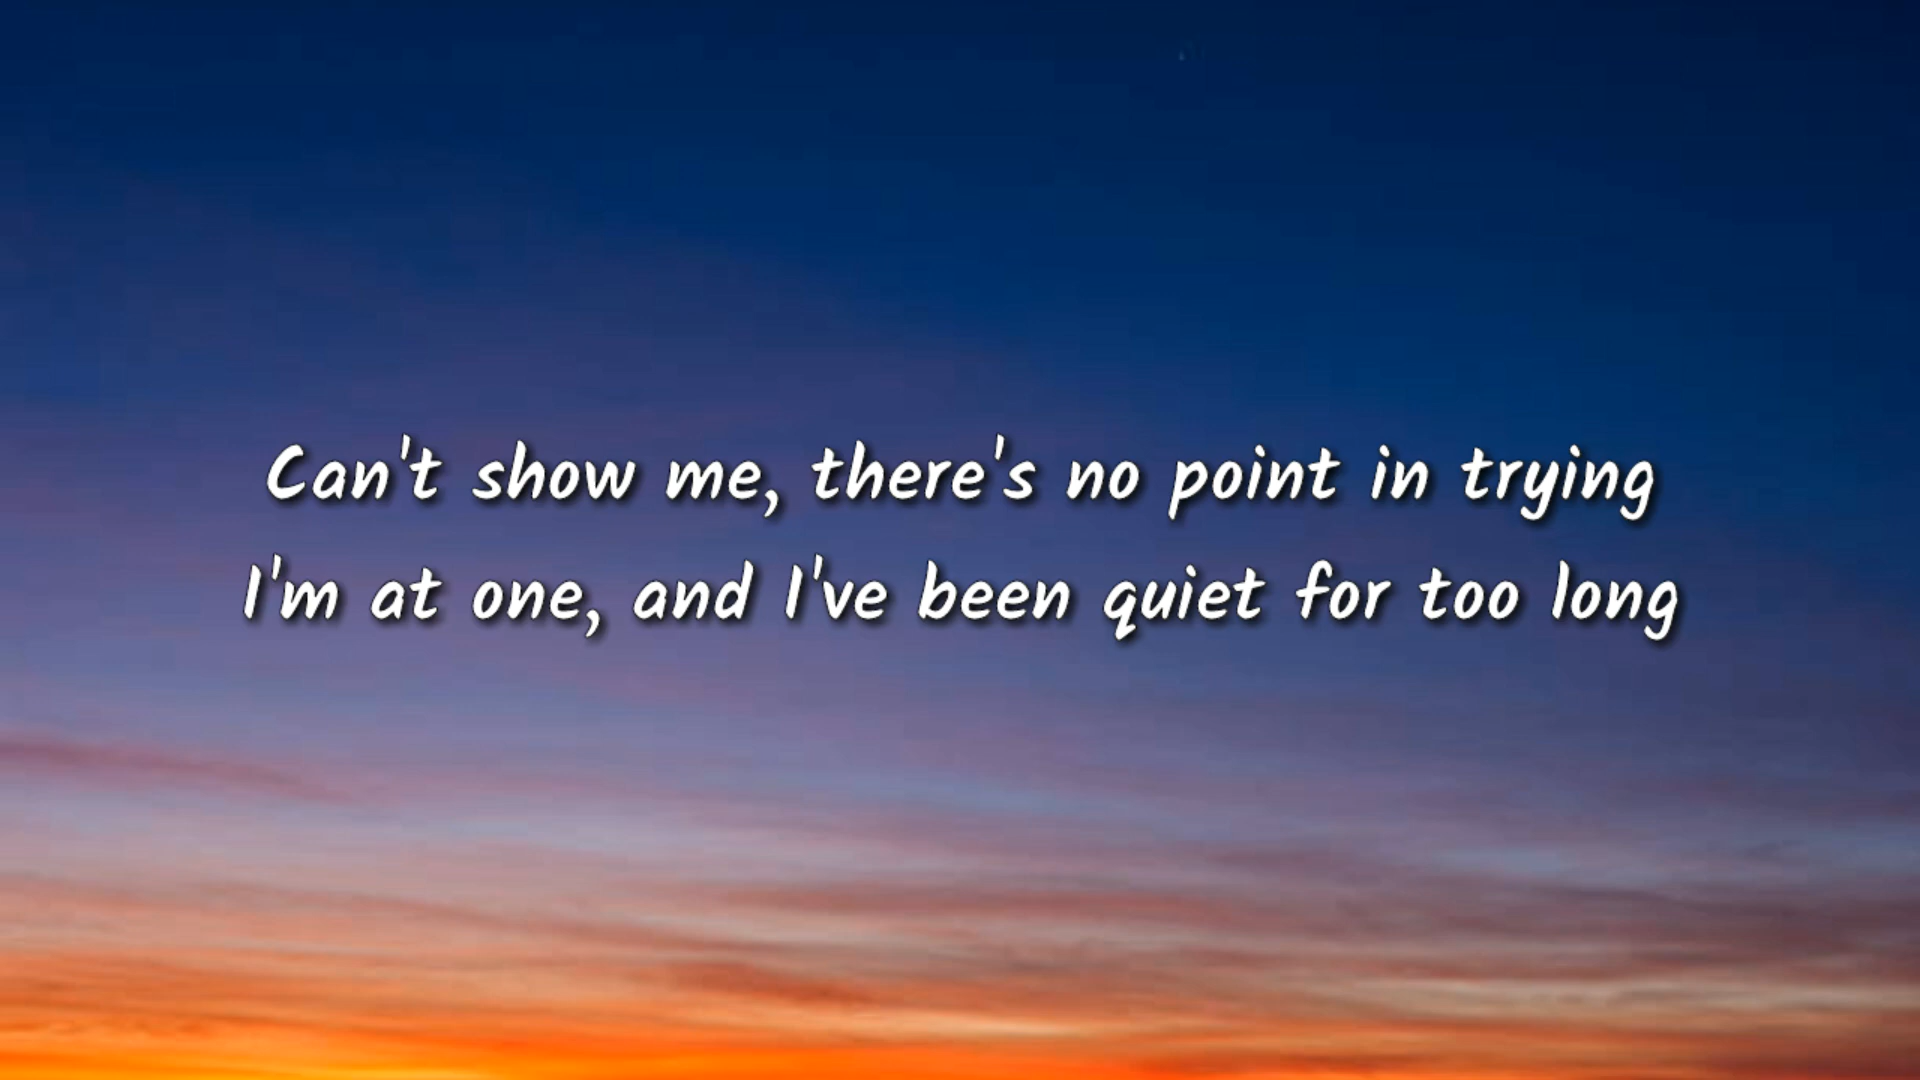 Can't show me, there's no point in trying
I'm at one, and I've been quiet for too long